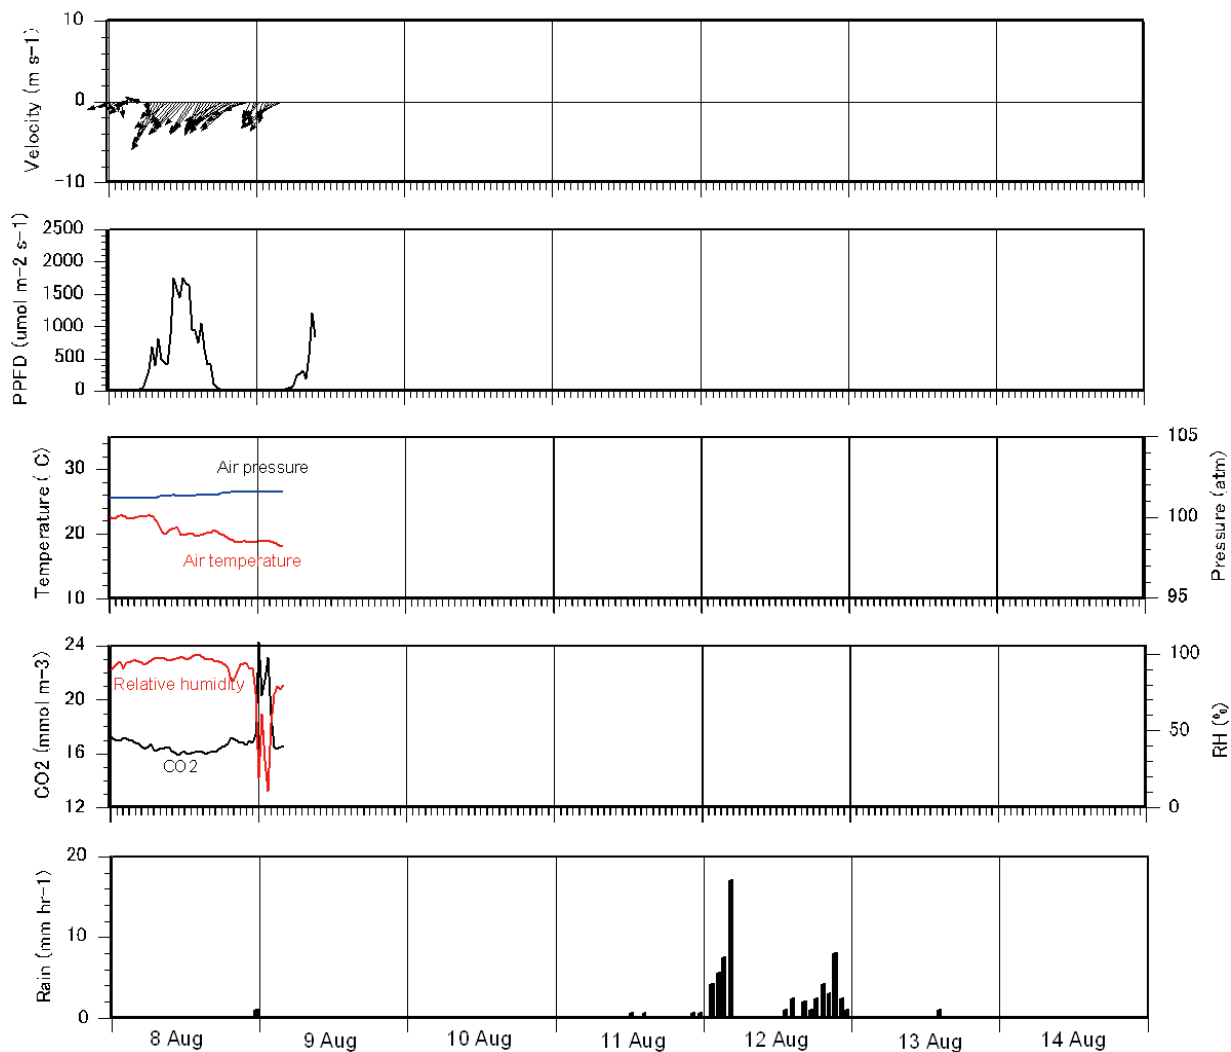 Velocity (m s-1)
10
0
-10
PPFD (umol m-2 s-1)
2500
2000
1500
1000
500
0
Temperature ( C)
30
20
10
Air pressure
Air temperature
105
100
95
Pressure (atm)
CO2 (mmol m-3)
24
20
16
12
Relative humidity
CO2
100
50
0
RH (%)
Rain (mm hr-1)
20
10
0
8 Aug
9 Aug
10 Aug
11 Aug
12 Aug
13 Aug
14 Aug